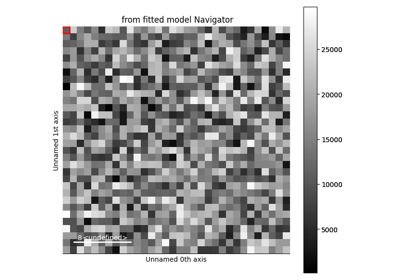 from fitted model Navigator
25000
20000
15000
10000
5000
Unnamed 1st axis
8 <undefined>
Unnamed 0th axis